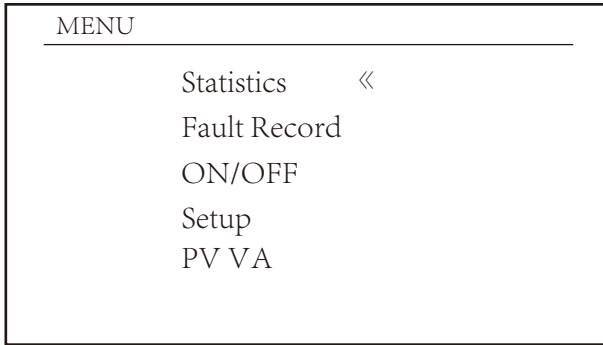 MENU
Statistics 《
Fault Record
ON/OFF
Setup
PV VA